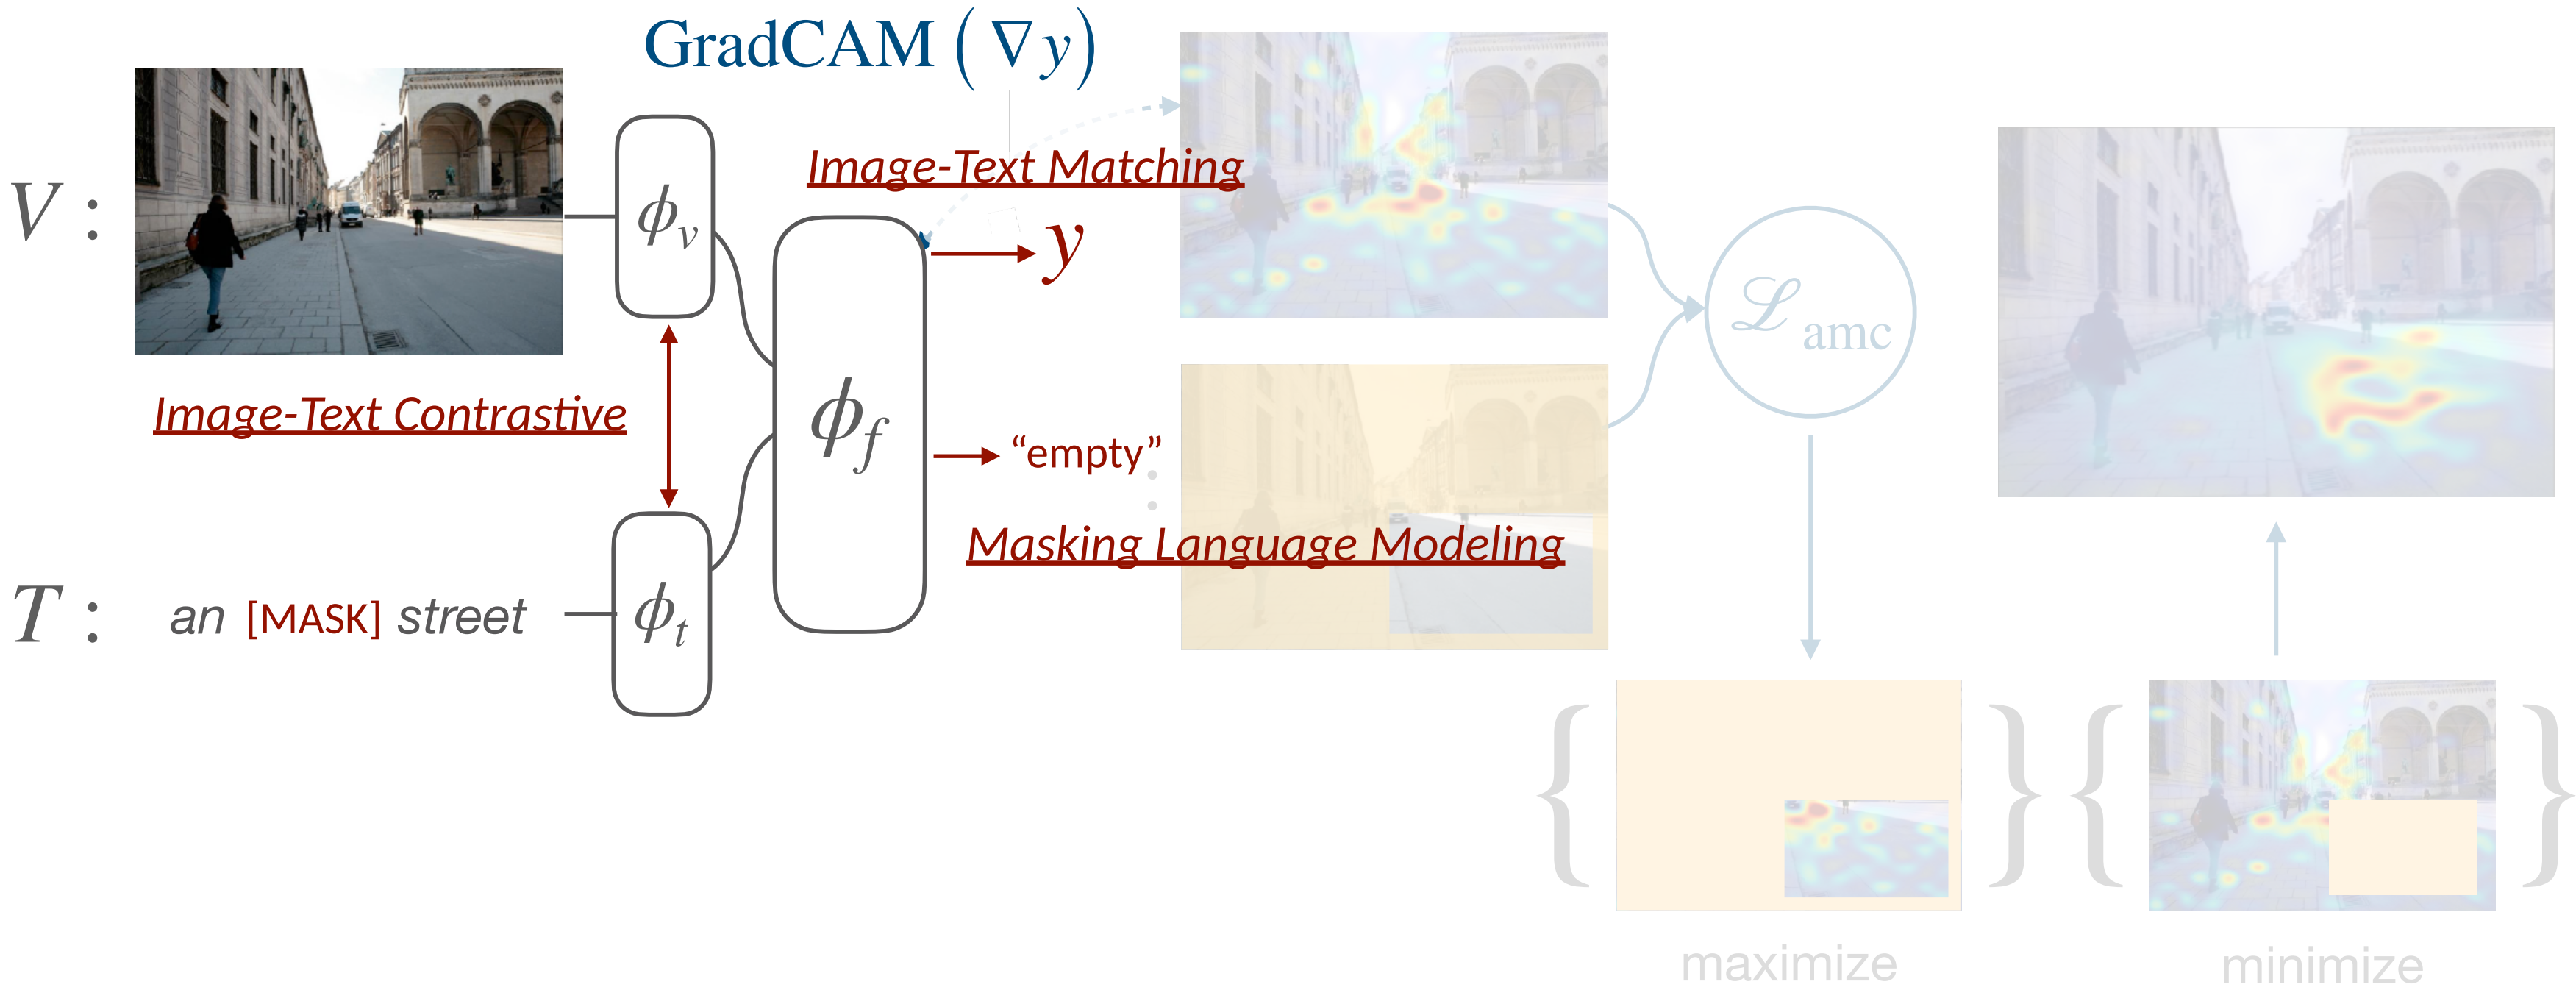 GradCAM (∇y)
V :
ϕv
Image-Text Matching
y
ℒ amc
Image-Text Contrastive
ϕf
“empty”
:
Masking Language Modeling
T : an [MASK] street
ϕt
{ } { }
maximize
minimize